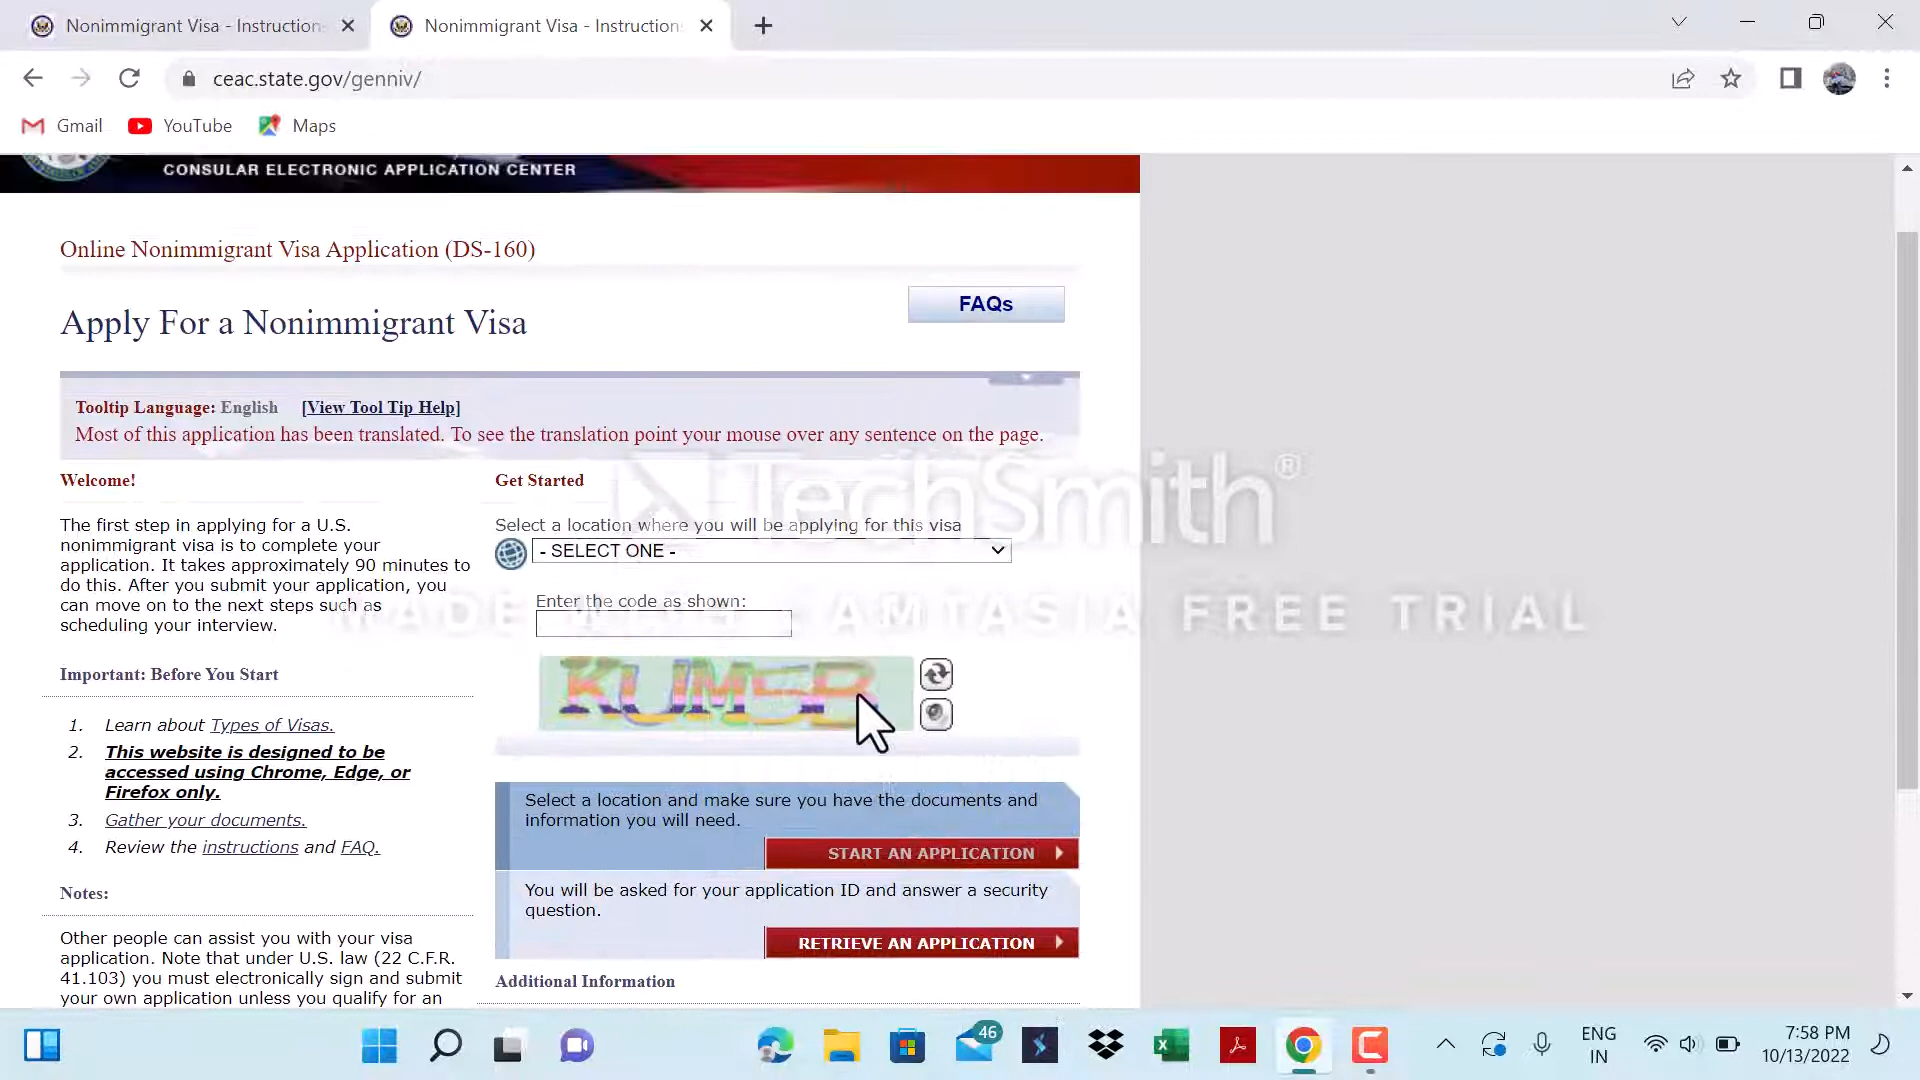 Nonimmigrant Visa - Instructions
Nonimmigrant Visa - Instructions
ceac.state.gov/genniv/
Gmail
YouTube
Maps
CONSULAR ELECTRONIC APPLICATION CENTER
Online Nonimmigrant Visa Application (DS-160)
Apply For a Nonimmigrant Visa
FAQs
Tooltip Language: English [View Tool Tip Help]
Most of this application has been translated. To see the translation point your mouse over any sentence on the page.
Welcome!
The first step in applying for a U.S.
nonimmigrant visa is to complete your
application. It takes approximately 90 minutes to
do this. After you submit your application, you
can move on to the next steps such as
scheduling your interview.
Important: Before You Start
1. Learn about Types of Visas.
2. This website is designed to be
accessed using Chrome, Edge, or
Firefox only.
3. Gather your documents.
4. Review the instructions and FAQ.
Notes:
Other people can assist you with your visa
application. Note that under U.S. law (22 C.F.R.
41.103) you must electronically sign and submit
your own application unless you qualify for an
Get Started
Select a location where you will be applying for this visa
- SELECT ONE -
Enter the code as shown:
Select a location and make sure you have the documents and
information you will need.
START AN APPLICATION
You will be asked for your application ID and answer a security
question.
RETRIEVE AN APPLICATION
Additional Information
TechSmith®
MADE FREE TRIAL
46
ENG
IN
7:58 PM
10/13/2022